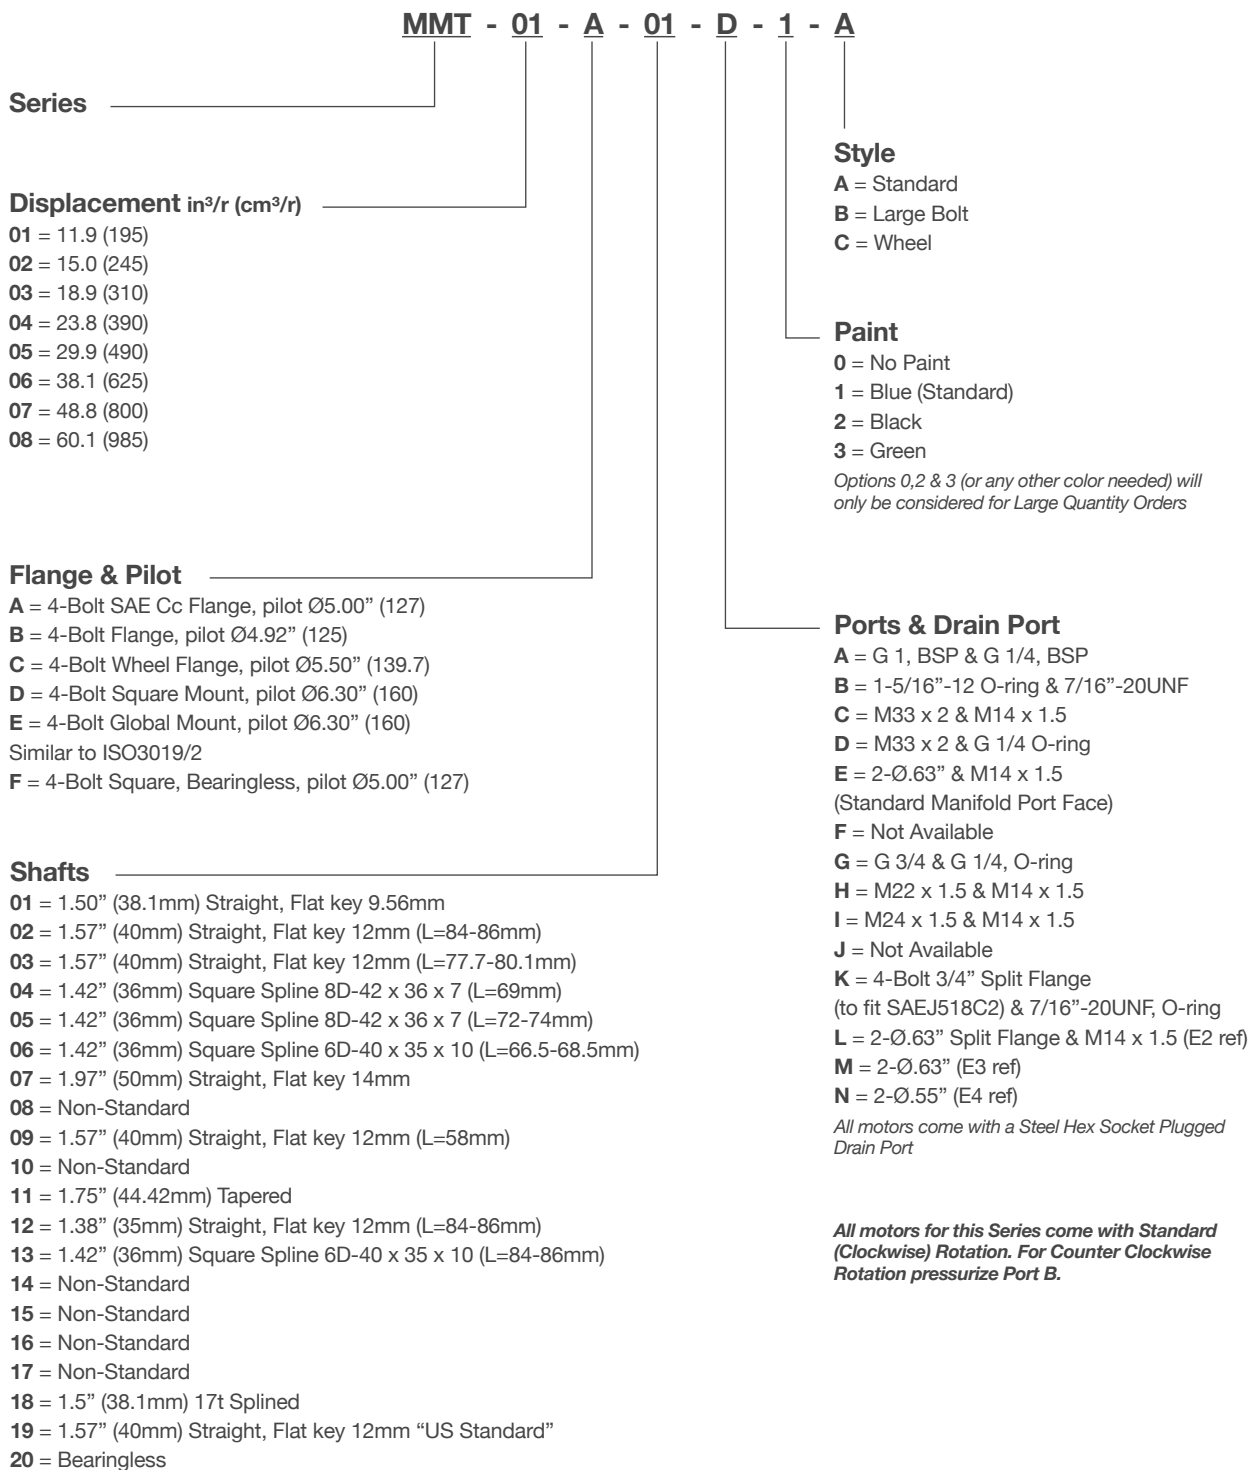 MMT - 01 - A - 01 - D - 1 - A
Series
Displacement in³/r (cm³/r)
01 = 11.9 (195)
02 = 15.0 (245)
03 = 18.9 (310)
04 = 23.8 (390)
05 = 29.9 (490)
06 = 38.1 (625)
07 = 48.8 (800)
08 = 60.1 (985)
Flange & Pilot
A = 4-Bolt SAE Cc Flange, pilot Ø5.00” (127)
B = 4-Bolt Flange, pilot Ø4.92” (125)
C = 4-Bolt Wheel Flange, pilot Ø5.50” (139.7)
D = 4-Bolt Square Mount, pilot Ø6.30” (160)
E = 4-Bolt Global Mount, pilot Ø6.30” (160)
Similar to ISO3019/2
F = 4-Bolt Square, Bearingless, pilot Ø5.00” (127)
Shafts
01 = 1.50” (38.1mm) Straight, Flat key 9.56mm
02 = 1.57” (40mm) Straight, Flat key 12mm (L=84-86mm)
03 = 1.57” (40mm) Straight, Flat key 12mm (L=77.7-80.1mm)
04 = 1.42” (36mm) Square Spline 8D-42 x 36 x 7 (L=69mm)
05 = 1.42” (36mm) Square Spline 8D-42 x 36 x 7 (L=72-74mm)
06 = 1.42” (36mm) Square Spline 6D-40 x 35 x 10 (L=66.5-68.5mm)
07 = 1.97” (50mm) Straight, Flat key 14mm
08 = Non-Standard
09 = 1.57” (40mm) Straight, Flat key 12mm (L=58mm)
10 = Non-Standard
11 = 1.75” (44.42mm) Tapered
12 = 1.38” (35mm) Straight, Flat key 12mm (L=84-86mm)
13 = 1.42” (36mm) Square Spline 6D-40 x 35 x 10 (L=84-86mm)
14 = Non-Standard
15 = Non-Standard
16 = Non-Standard
17 = Non-Standard
18 = 1.5” (38.1mm) 17t Splined
19 = 1.57” (40mm) Straight, Flat key 12mm “US Standard”
20 = Bearingless
Style
A = Standard
B = Large Bolt
C = Wheel
Paint
0 = No Paint
1 = Blue (Standard)
2 = Black
3 = Green
Options 0,2 & 3 (or any other color needed) will
only be considered for Large Quantity Orders
Ports & Drain Port
A = G 1, BSP & G 1/4, BSP
B = 1-5/16”-12 O-ring & 7/16”-20UNF
C = M33 x 2 & M14 x 1.5
D = M33 x 2 & G 1/4 O-ring
E = 2-Ø.63” & M14 x 1.5
(Standard Manifold Port Face)
F = Not Available
G = G 3/4 & G 1/4, O-ring
H = M22 x 1.5 & M14 x 1.5
I = M24 x 1.5 & M14 x 1.5
J = Not Available
K = 4-Bolt 3/4” Split Flange
(to fit SAEJ518C2) & 7/16”-20UNF, O-ring
L = 2-Ø.63” Split Flange & M14 x 1.5 (E2 ref)
M = 2-Ø.63” (E3 ref)
N = 2-Ø.55” (E4 ref)
All motors come with a Steel Hex Socket Plugged
Drain Port
All motors for this Series come with Standard
(Clockwise) Rotation. For Counter Clockwise
Rotation pressurize Port B.